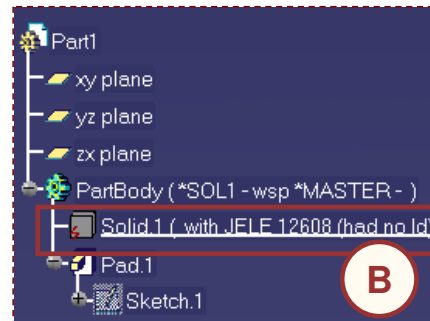 Part1
xy plane
yz plane
zx plane
PartBody ( *SOL1 - wsp *MASTER - )
Solid.1 ( with JELE 12608 (had no Id)
Pad.1
Sketch.1
B